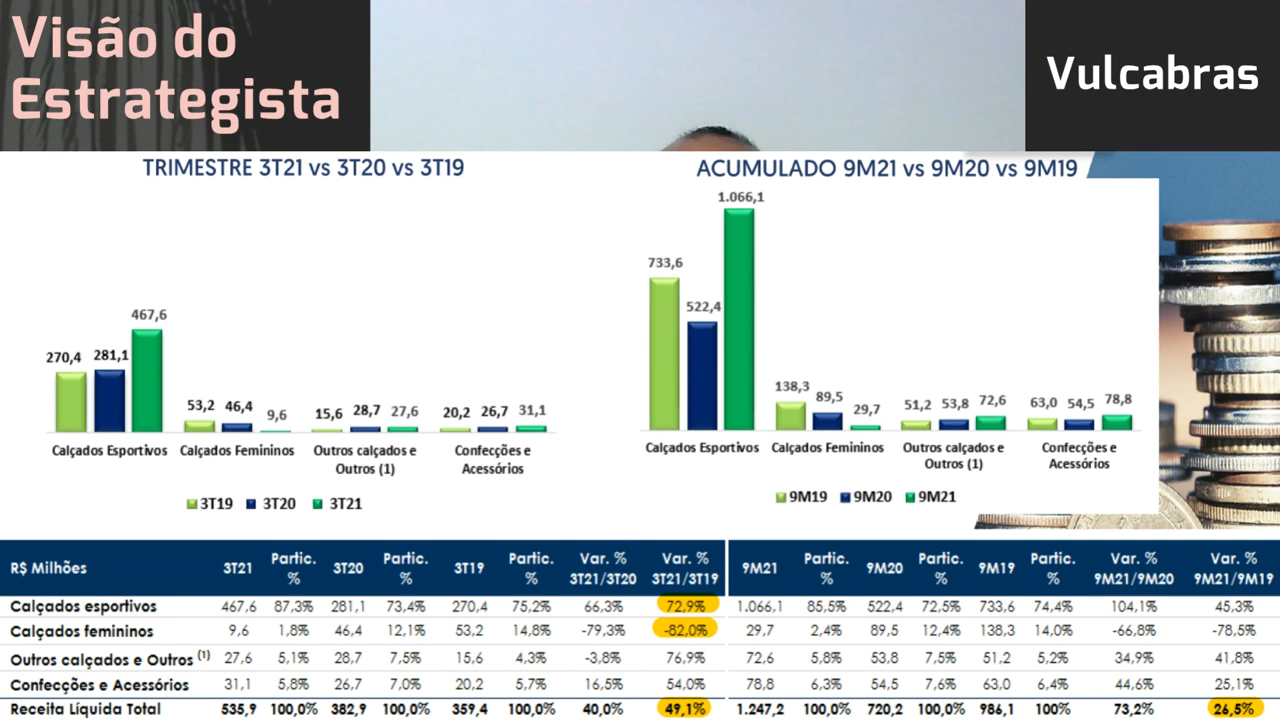 Visão do
Estrategista
Vulcabras
TRIMESTRE 3T21 vs 3T20 vs 3T19
467,6
270,4 281,1
53,2 46,4 9,6
15,6 28,7 27,6
20,2 26,7 31,1
Calçados Esportivos Calçados Femininos Outros calçados e Confecções e
Outros (1) Acessórios
3T19 3T20 3T21
ACUMULADO 9M21 vs 9M20 vs 9M19
1.066,1
733,6
522,4
138,3 89,5 29,7
51,2 53,8 72,6
63,0 54,5 78,8
Calçados Esportivos Calçados Femininos Outros calçados e Confecções e
Outros (1) Acessórios
9M19 9M20 9M21
R$ Milhões 3T21 Partic. % 3T20 Partic. % 3T19 Partic. % Var. % 3T21/3T20 Var. % 3T21/3T19 9M21 Partic. % 9M20 Partic. % 9M19 Partic. % Var. % 9M21/9M20 Var. % 9M21/9M19
Calçados esportivos 467,6 87,3% 281,1 73,4% 270,4 75,2% 66,3% 72,9% 1.066,1 85,5% 522,4 72,5% 733,6 74,4% 104,1% 45,3%
Calçados femininos 9,6 1,8% 46,4 12,1% 53,2 14,8% -79,3% -82,0% 29,7 2,4% 89,5 12,4% 138,3 14,0% -66,8% -78,5%
Outros calçados e Outros (1) 27,6 5,1% 28,7 7,5% 15,6 4,3% -3,8% 76,9% 72,6 5,8% 53,8 7,5% 51,2 5,2% 34,9% 41,8%
Confecções e Acessórios 31,1 5,8% 26,7 7,0% 20,2 5,7% 16,5% 54,0% 78,8 6,3% 54,5 7,6% 63,0 6,4% 44,6% 25,1%
Receita Líquida Total 535,9 100,0% 382,9 100,0% 359,4 100,0% 40,0% 49,1% 1.247,2 100,0% 720,2 100,0% 986,1 100,0% 73,2% 26,5%